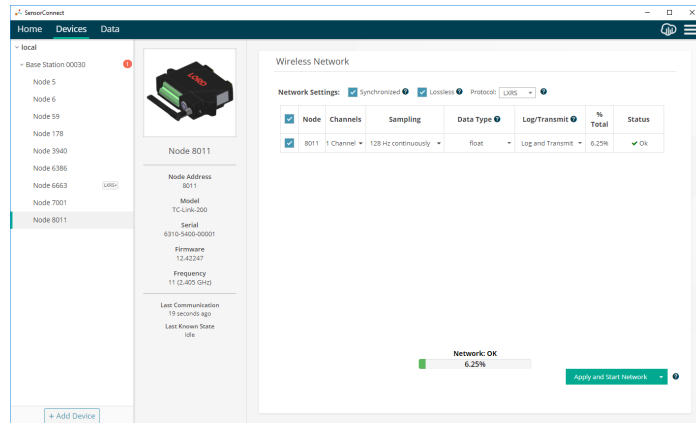 SensorConnect
Home Devices Data
local
Base Station 00030
Node 5
Node 6
Node 59
Node 178
Node 3940
Node 6386
Node 6663 LXRS+
Node 7001
Node 8011
+ Add Device
LORD
Node 8011
Node Address
8011
Model
TC-Link-200
Serial
6310-5400-00001
Firmware
12.42247
Frequency
11 (2.405 GHz)
Last Communication
19 seconds ago
Last Known State
Idle
Wireless Network
Network Settings: Synchronized Lossless Protocol: LXRS
Node Channels Sampling Data Type Log/Transmit % Total Status
8011 1 Channel 128 Hz continuously float Log and Transmit 6.25% Ok
Network: OK
6.25%
Apply and Start Network